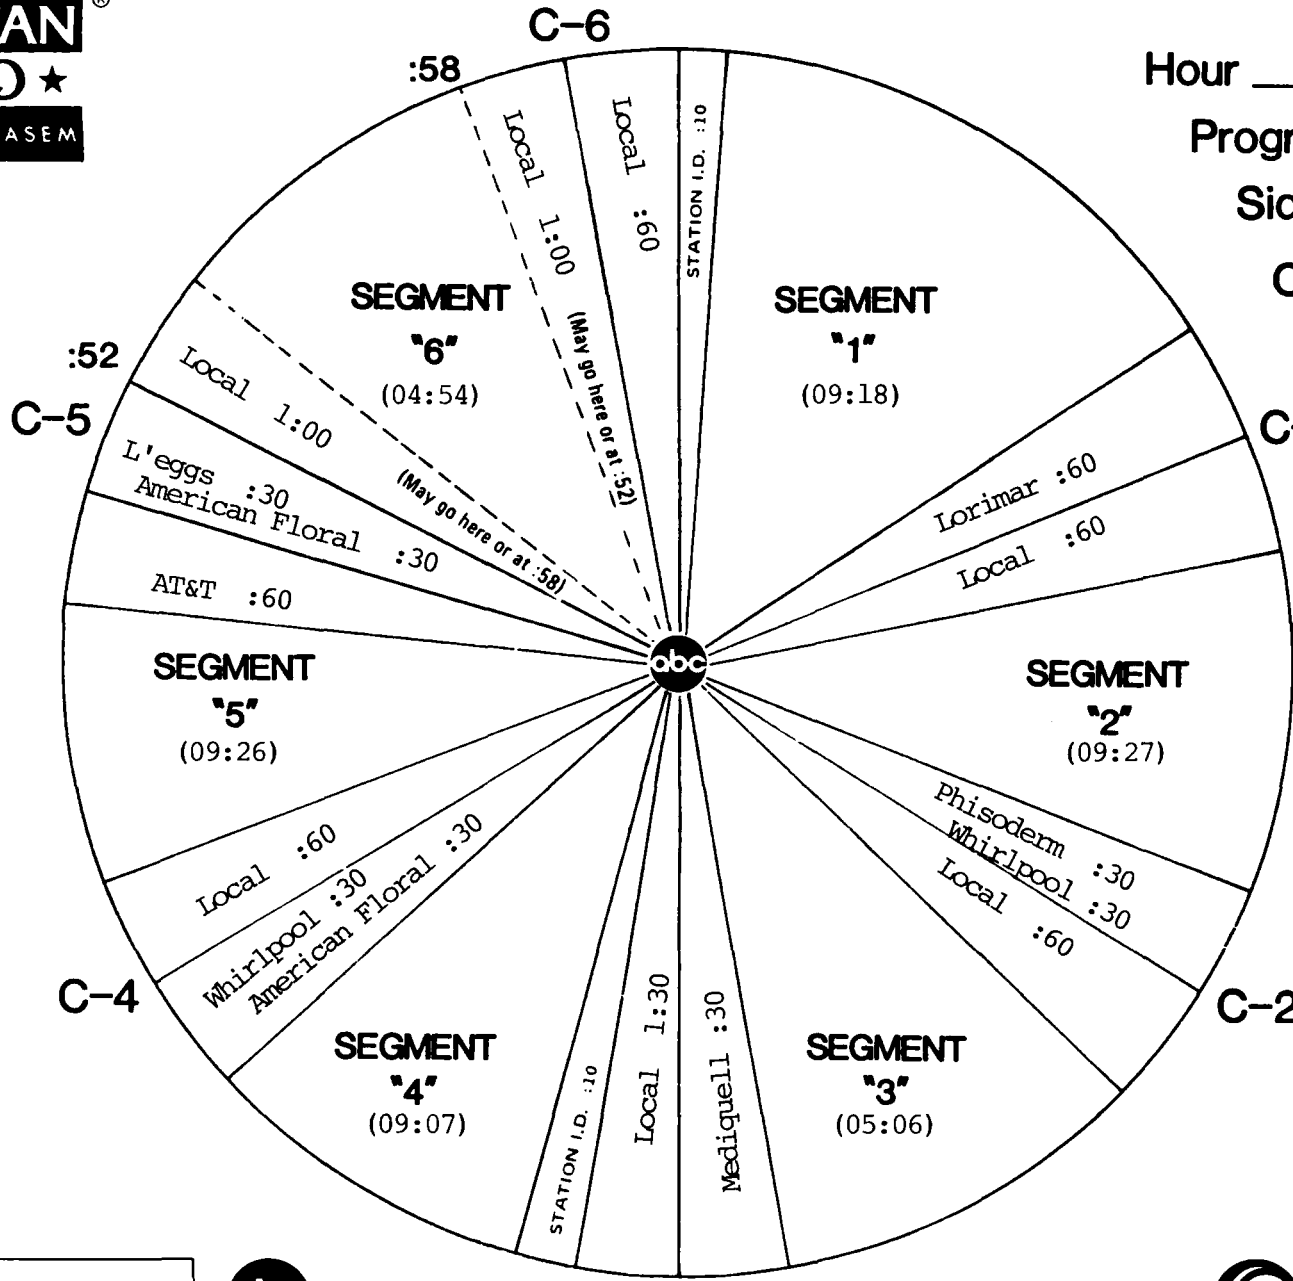 AN ®
ASEM
C-6
:58
Hour
Progr
Local 1:00
Local :60
STATION I.D. :10
SEGMENT
"6"
(04:54)
(May go here or at :52)
SEGMENT
"1"
(09:18)
:52
C-5
Local 1:00
(May go here or at :58)
L'eggs :30
American Floral :30
AT&T :60
Lorimar :60
Local :60
abc
SEGMENT
"5"
(09:26)
SEGMENT
"2"
(09:27)
Phisoderm :30
Whirlpool :30
Local :60
C-2
Local :60
Whirlpool :30
American Floral :30
C-4
SEGMENT
"4"
(09:07)
STATION I.D. :10
Local 1:30
Mediquell :30
SEGMENT
"3"
(05:06)